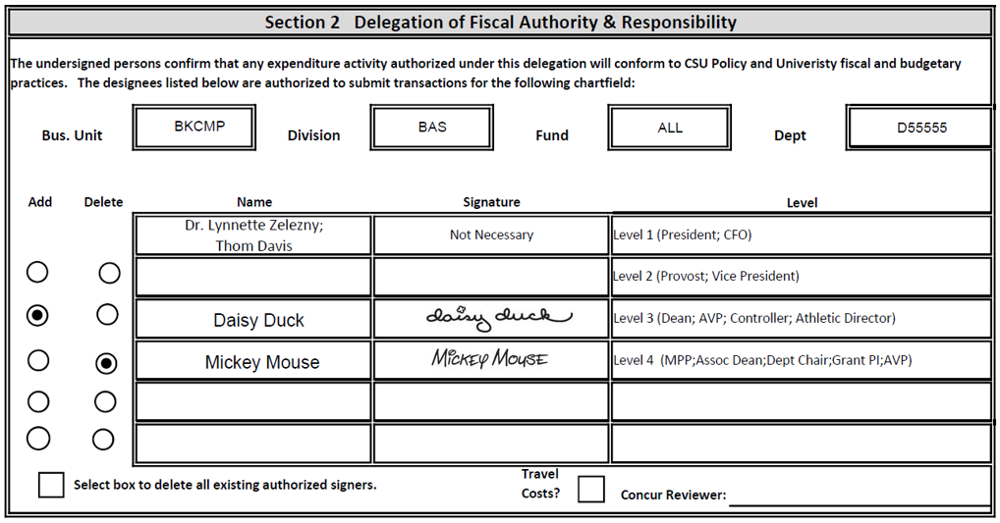 Section 2   Delegation of Fiscal Authority & Responsibility
The undersigned persons confirm that any expenditure activity authorized under this delegation will conform to CSU Policy and Univeristy fiscal and budgetary
practices.   The designees listed below are authorized to submit transactions for the following chartfield:
Bus. Unit BKCMP Division BAS Fund ALL Dept D55555
Add Delete Name Signature Level
Dr. Lynnette Zelezny;
Thom Davis
Not Necessary
Level 1 (President; CFO)
Level 2 (Provost; Vice President)
Daisy Duck daisy duck Level 3 (Dean; AVP; Controller; Athletic Director)
Mickey Mouse Mickey Mouse Level 4  (MPP;Assoc Dean;Dept Chair;Grant PI;AVP)
Select box to delete all existing authorized signers.
Travel
Costs?
Concur Reviewer: